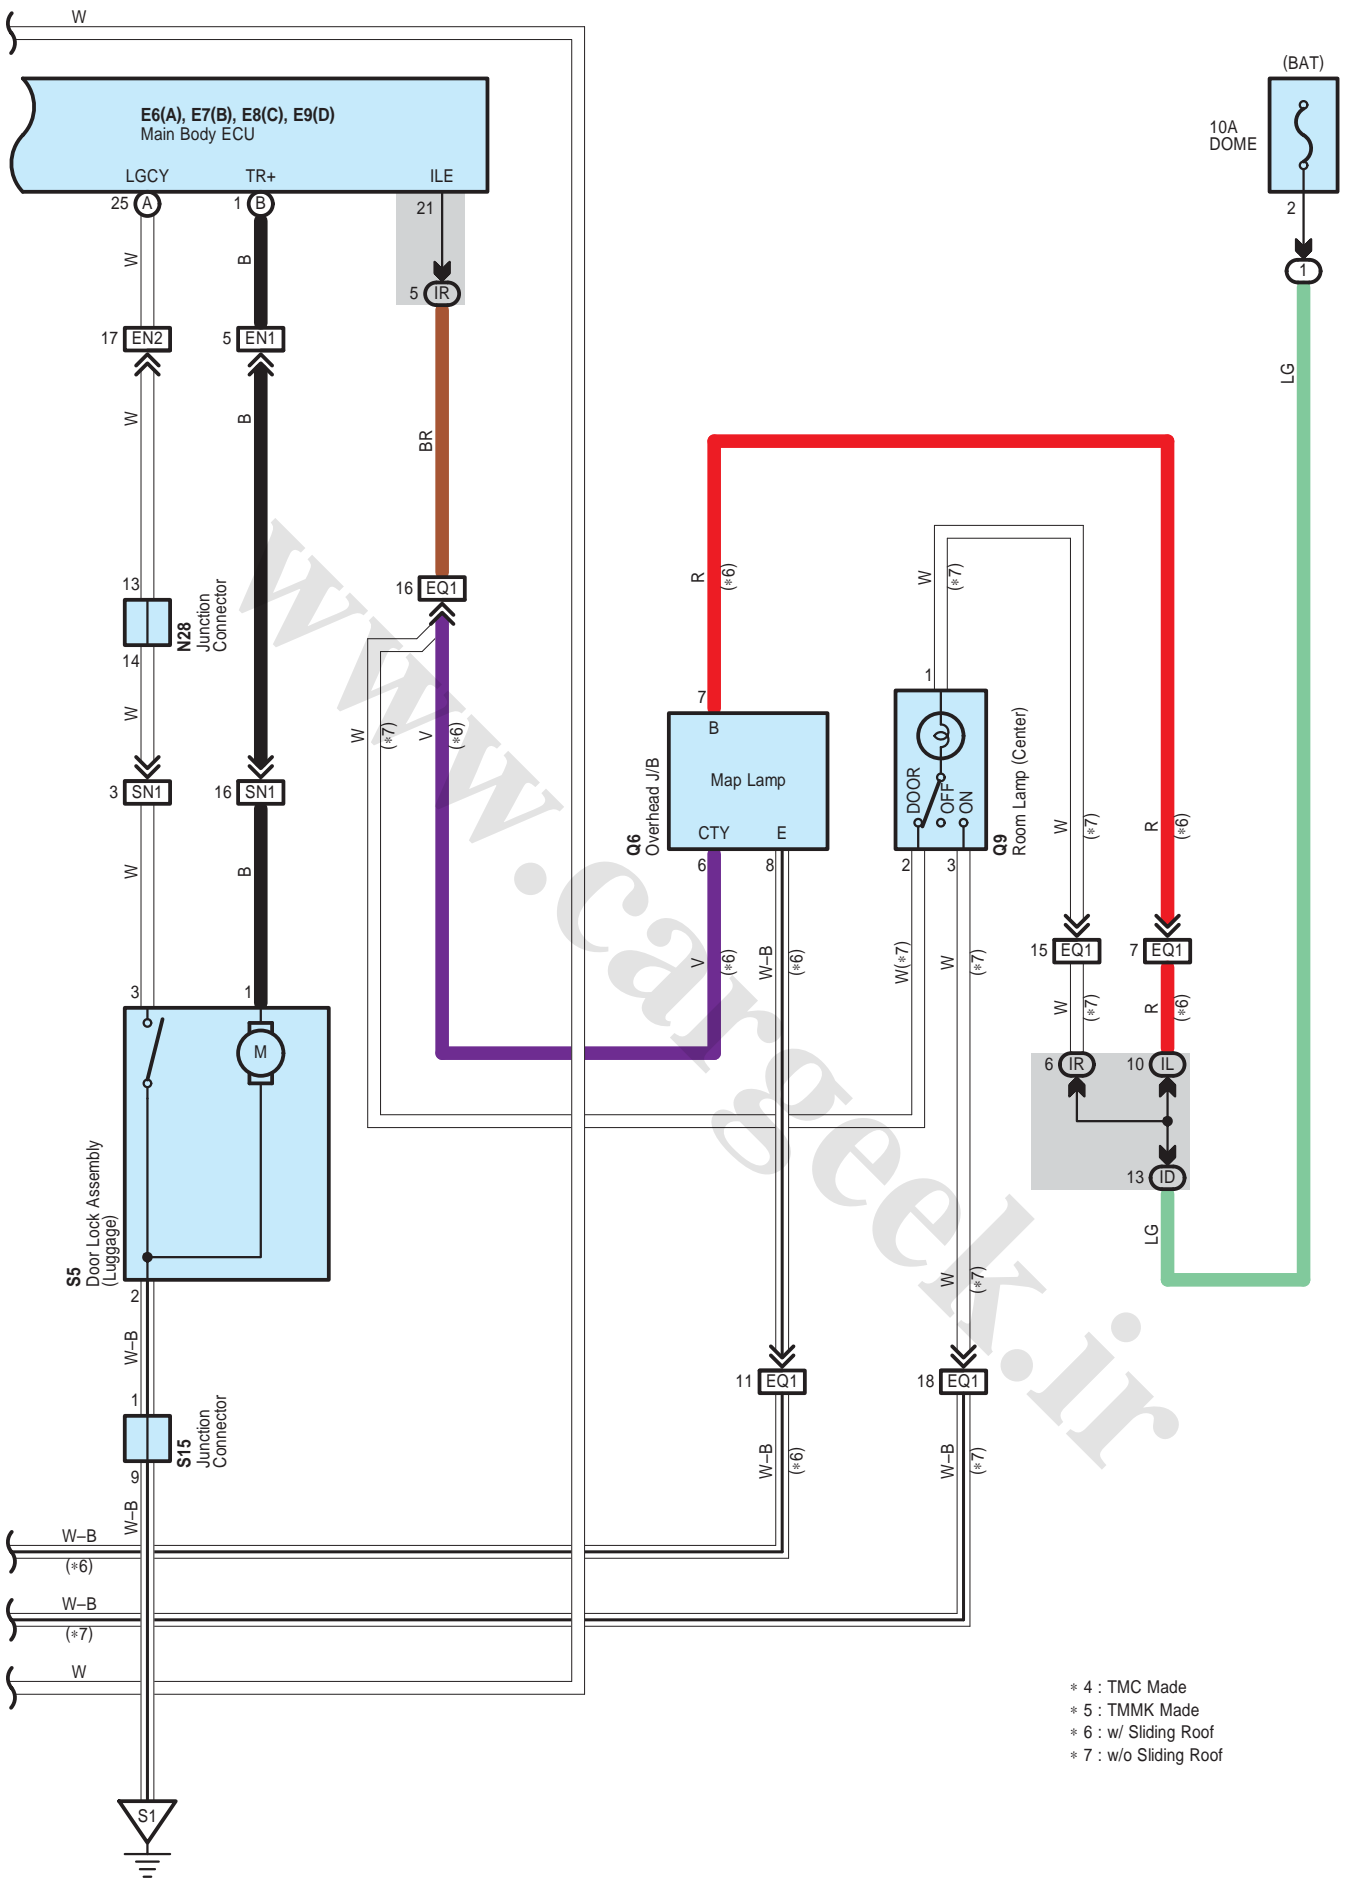 W
(BAT)
E6(A), E7(B), E8(C), E9(D)
Main Body ECU
10A
DOME
LGCY
TR+
ILE
25
A
1
B
21
2
W
B
5
IR
1
17
EN2
5
EN1
LG
W
B
BR
R
(*6)
W
(*7)
16
EQ1
13
N28
Junction
Connector
14
W
W
(*7)
V
(*6)
7
1
B
Map Lamp
CTY
E
Q6
Overhead J/B
DOOR
OFF
ON
Q9
Room Lamp (Center)
3
SN1
16
SN1
W
(*7)
R
(*6)
6
8
2
3
W
B
V
(*6)
W–B
(*6)
W(*7)
W
(*7)
15
EQ1
7
EQ1
3
1
W
(*7)
R
(*6)
M
6
IR
10
IL
13
ID
S5
Door Lock Assembly
(Luggage)
LG
2
W
(*7)
W–B
11
EQ1
18
EQ1
1
S15
Junction
Connector
9
W–B
(*6)
W–B
(*7)
W–B
W–B
(*6)
W–B
(*7)
W
* 4 : TMC Made
* 5 : TMMK Made
* 6 : w/ Sliding Roof
* 7 : w/o Sliding Roof
S1
www.cargeek.ir